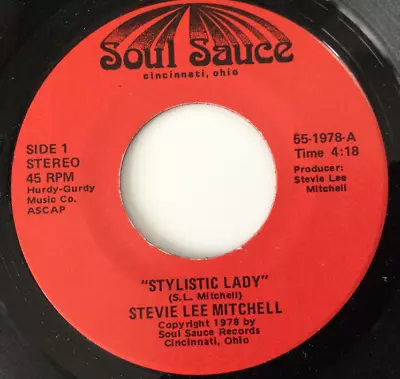 Soul Sauce
cincinnati, ohio
SIDE 1
STEREO
45 RPM
Hurdy-Gurdy
Music Co.
ASCAP
55-1978-A
Time 4:18
Producer:
Stevie Lee
Mitchell
"STYLISTIC LADY"
(S.L. Mitchell)
STEVIE LEE MITCHELL
Copyright 1978 by
Soul Sauce Records
Cincinnati, Ohio